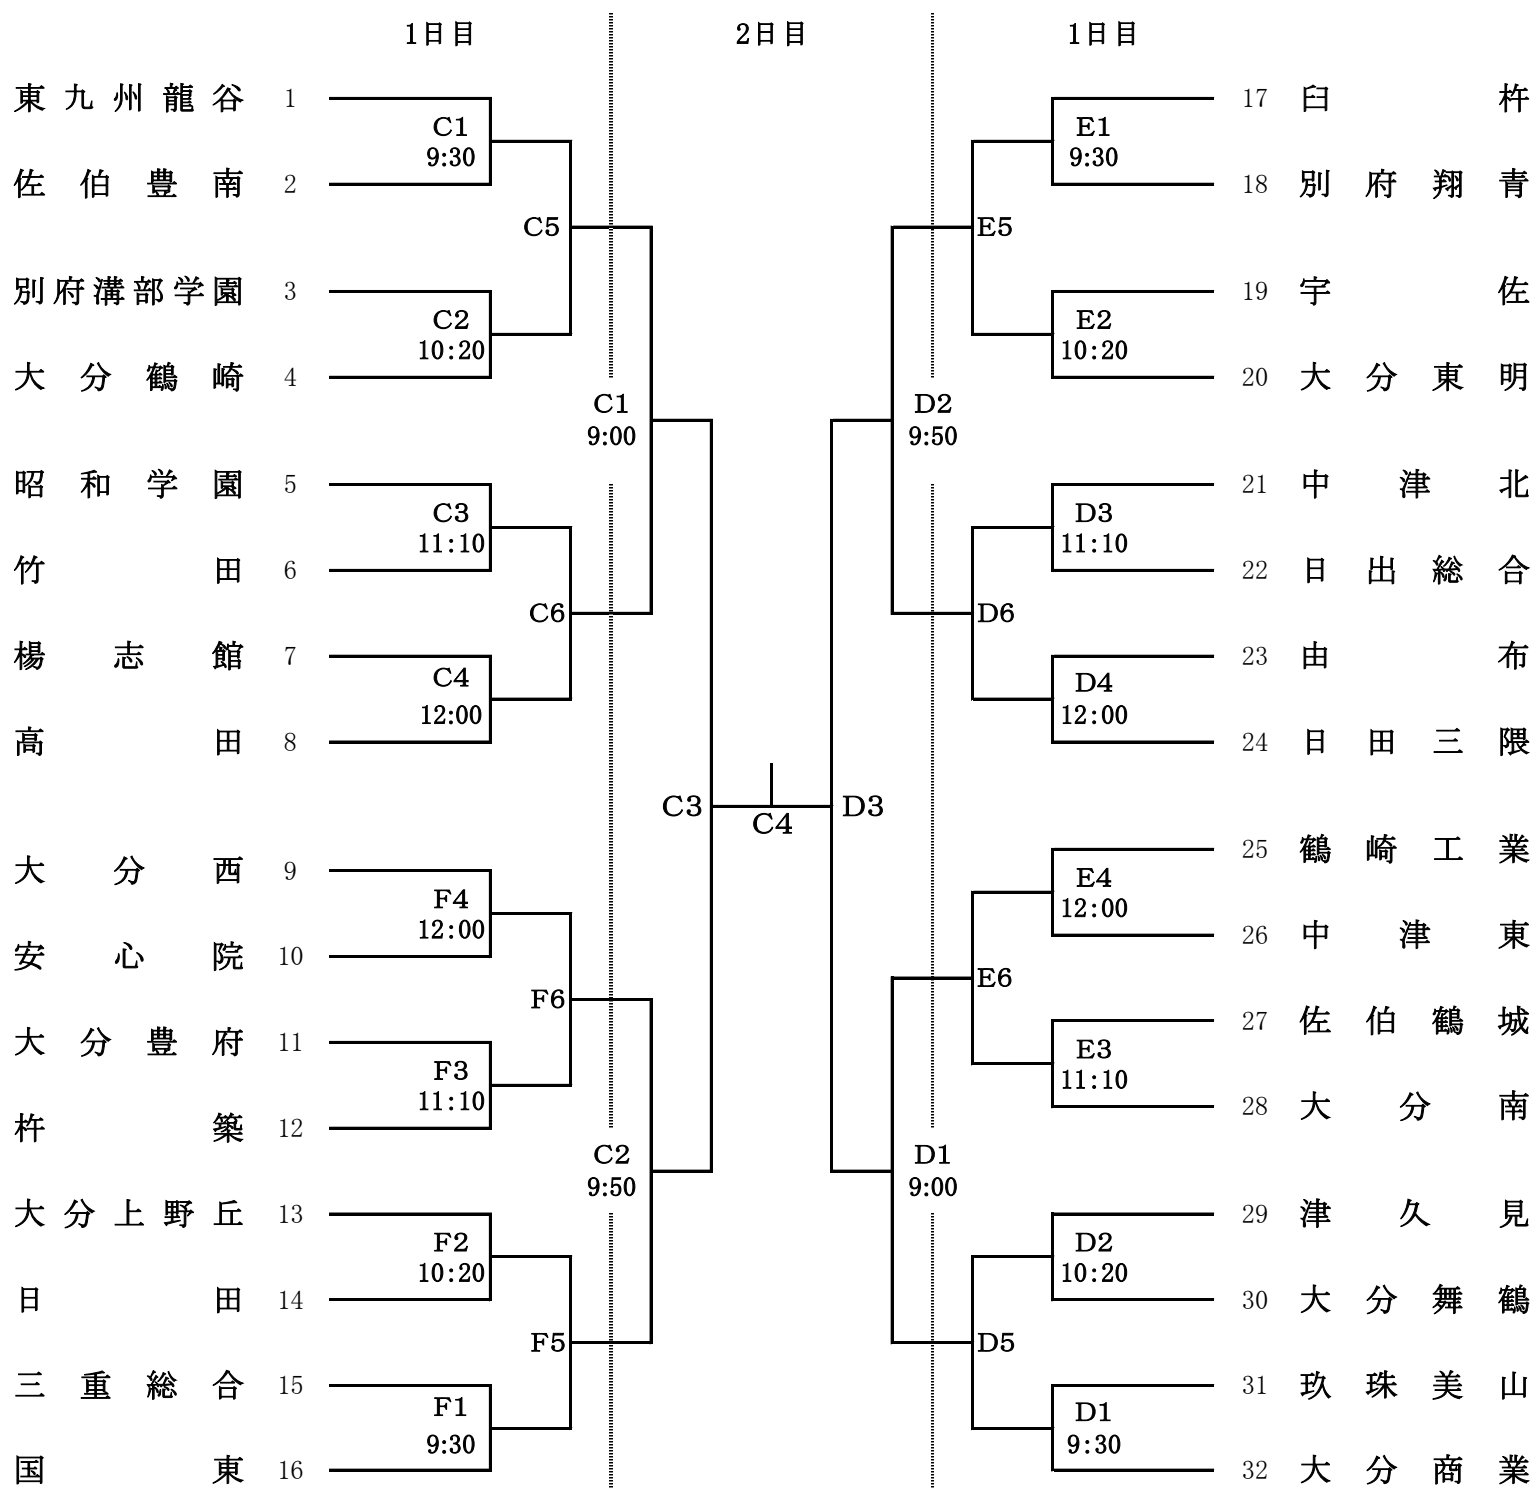 1日目 2日目 1日目
東九州龍谷 1 17 臼杵
C1 E1
9:30 9:30
佐伯豊南 2 18 別府翔青
C5 E5
別府溝部学園 3 19 宇佐
C2 E2
10:20 10:20
大分鶴崎 4 20 大分東明
C1 D2
9:00 9:50
昭和学園 5 21 中津北
C3 D3
11:10 11:10
竹田 6 22 日出総合
C6 D6
楊志館 7 23 由布
C4 D4
12:00 12:00
高田 8 24 日田三隈
C3 D3
C4
大分西 9 25 鶴崎工業
F4 E4
12:00 12:00
安心院 10 26 中津東
F6 E6
大分豊府 11 27 佐伯鶴城
F3 E3
11:10 11:10
杵築 12 28 大分南
C2 D1
9:50 9:00
大分上野丘 13 29 津久見
F2 D2
10:20 10:20
日田 14 30 大分舞鶴
F5 D5
三重総合 15 31 玖珠美山
F1 D1
9:30 9:30
国東 16 32 大分商業